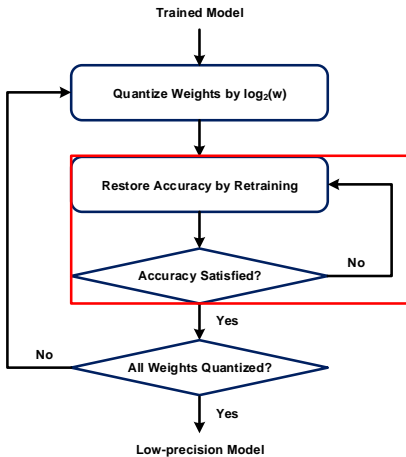 Trained Model
Quantize Weights by log₂(w)
Restore Accuracy by Retraining
Accuracy Satisfied?
No
Yes
No
All Weights Quantized?
Yes
Low-precision Model